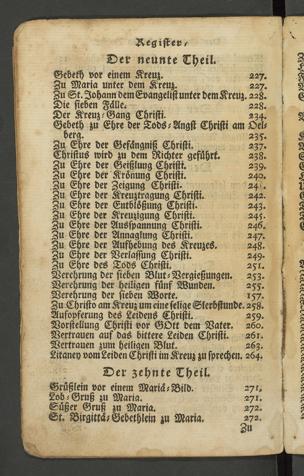 Register,
Der neunte Theil.
Gebeth vor einem Kreuz. 227.
Zu Maria unter dem Kreuz. 227.
Zu St. Johann dem Evangelist unter dem Kreuz. 228.
Die sieben Fälle. 228.
Der Kreuz-Gang Christi. 234.
Gebeth zu Ehre der Tods-Angst Christi am Oel-
berg. 235.
Zu Ehre der Gefängniß Christi. 237.
Christus wird zu dem Richter geführt. 238.
Zu Ehre der Geißlung Christi. 239.
Zu Ehre der Krönung Christi. 240.
Zu Ehre der Zeigung Christi. 24
Zu Ehre der Kreuztragung Christi. 242.
Zu Ehre der Entblößung Christi. 243.
Zu Ehre der Kreuzigung Christi. 245.
Zu Ehre der Ausspannung Christi. 246.
Zu Ehre der Annaglung Christi. 247.
Zu Ehre der Aufhebung des Kreuzes. 248.
Zu Ehre der Verlassung Christi. 249.
Zu Ehre des Tods Christi. 251.
Verehrung der sieben Blut-Vergießungen. 253.
Verehrung der heiligen fünf Wunden. 255.
Verehrung der sieben Worte. 157.
Zu Christo am Kreuz um eine selige Sterbstunde. 258.
Aufopferung des Leidens Christi. 259.
Vorstellung Christi vor GOtt dem Vater. 260.
Vertrauen auf das bittere Leiden Christi. 261.
Vertrauen zum heiligen Blut. 263.
Litaney vom Leiden Christi im Kreuz zu sprechen. 264.
Der zehnte Theil.
Grüßlein vor einem Mariä-Bild. 271,
Lob-Gruß zu Maria. 271.
Süßer Gruß zu Maria. 272.
St. Birgittä-Gebethlein zu Maria. 272.
Zu